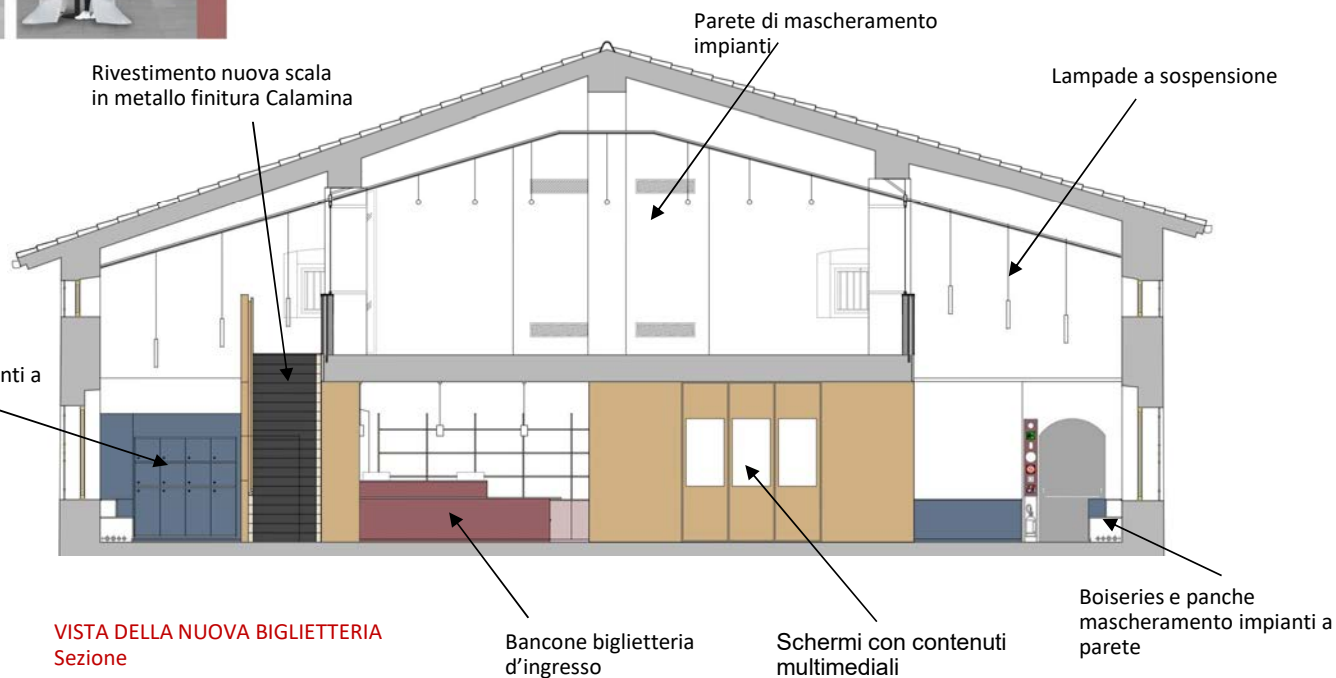 Parete di mascheramento
impianti
Rivestimento nuova scala
in metallo finitura Calamina
Lampade a sospensione
nti a
VISTA DELLA NUOVA BIGLIETTERIA
Sezione
Bancone biglietteria
d'ingresso
Schermi con contenuti
multimediali
Boiseries e panche
mascheramento impianti a
parete